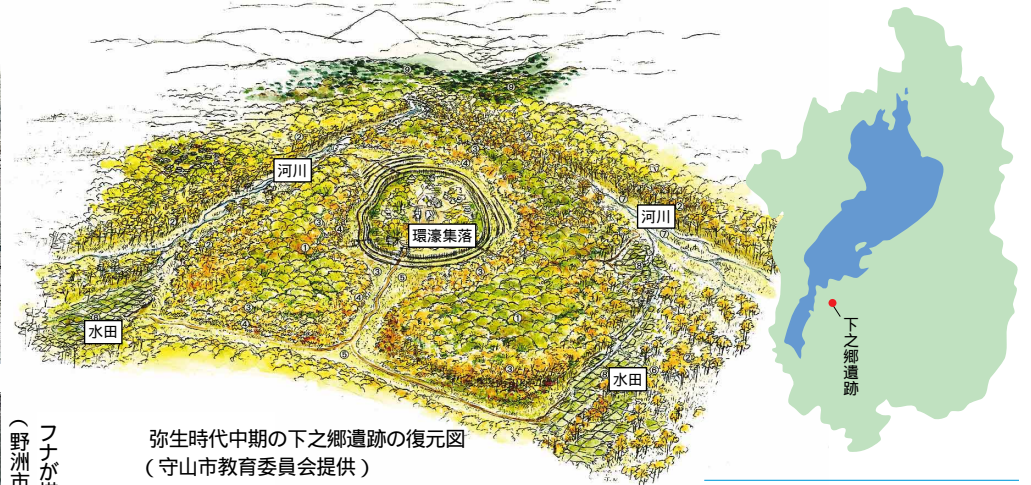 河川
河川
環濠集落
水田
水田
下之郷遺跡
弥生時代中期の下之郷遺跡の復元図
（守山市教育委員会提供）
フナが
（野洲市